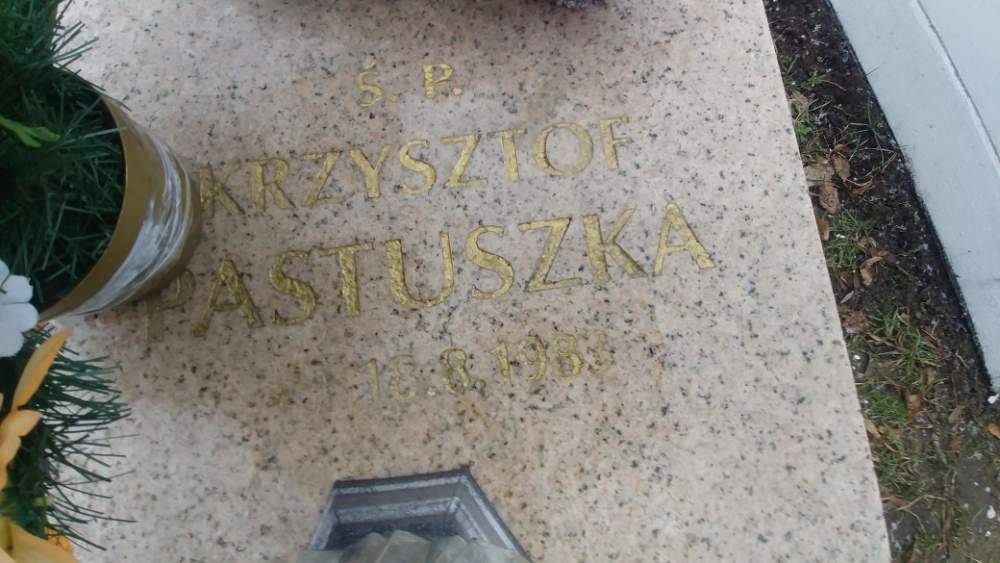 Ś. P.
KRZYSZTOF
PASTUSZKA
18.8.1983